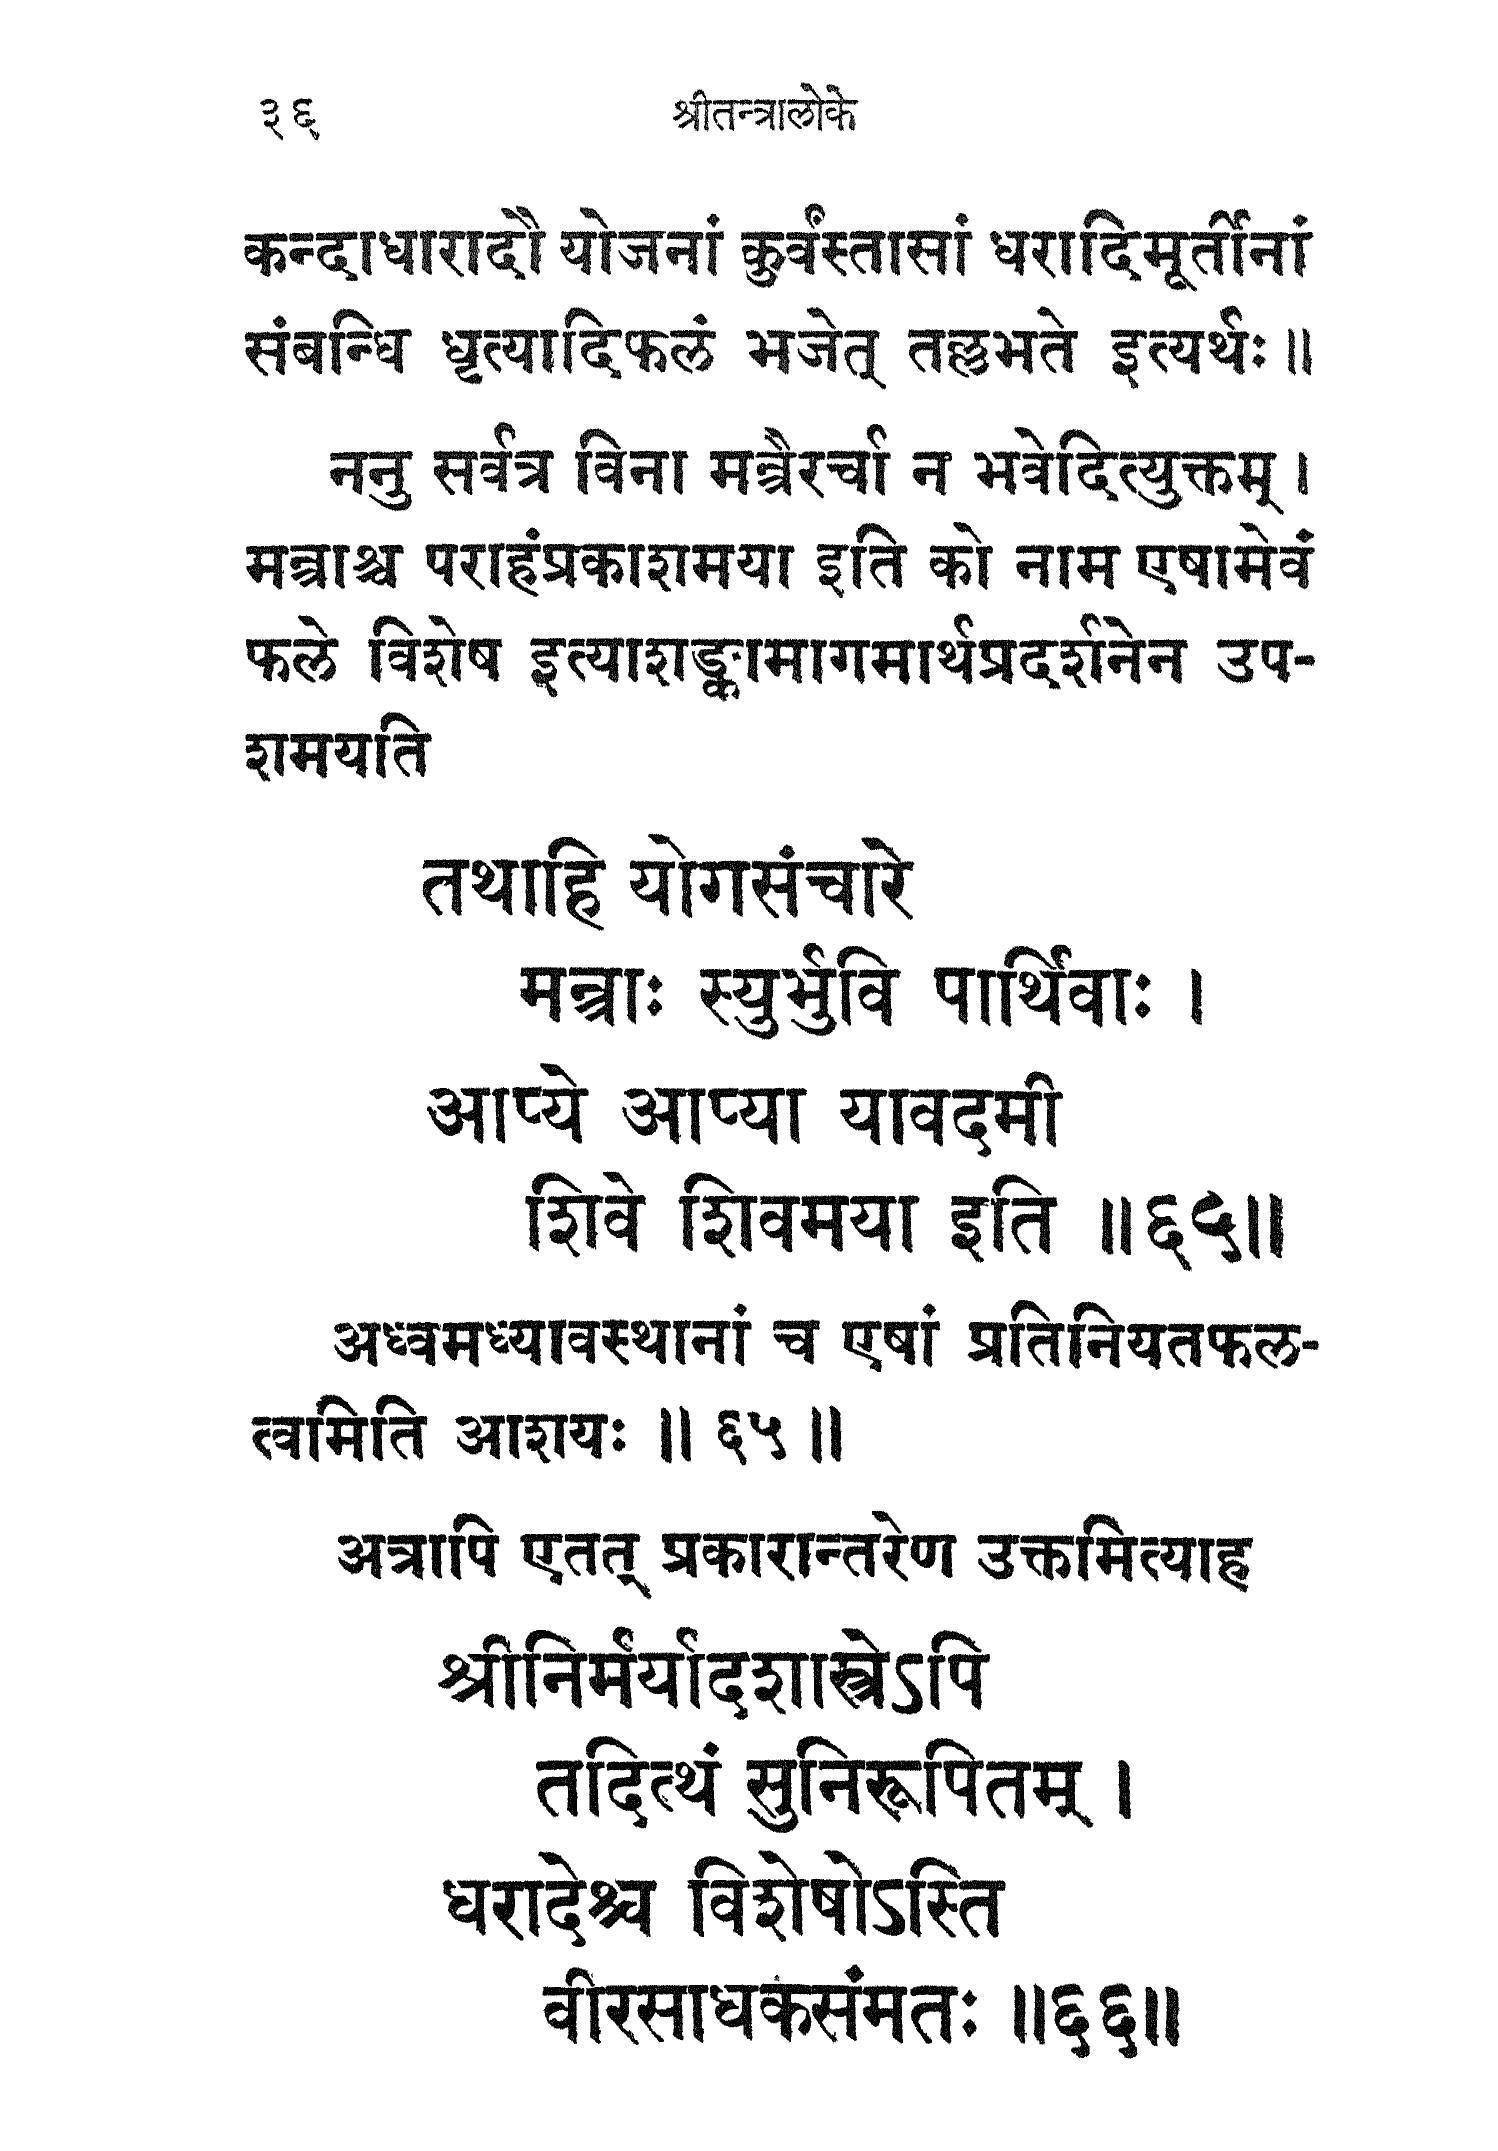 ३६ श्रीतन्त्रालोके
कन्दाधारादौ योजनां कुर्वंस्तासां धरादिमूर्तीनां
संबन्धि धृत्यादिफलं भजेत् तल्लभते इत्यर्थः ॥
ननु सर्वत्र विना मन्त्रैरर्चा न भवेदित्युक्तम् ।
मन्त्राश्च पराहंप्रकाशमया इति को नाम एषामेवं
फले विशेष इत्याशङ्कामागमार्थप्रदर्शनेन उप-
शमयति
तथाहि योगसंचारे
मन्त्राः स्युर्भुवि पार्थिवाः ।
आप्ये आप्या यावदमी
शिवे शिवमया इति ॥ ६५॥
अध्वमध्यावस्थानां च एषां प्रतिनियतफल-
त्वमिति आशयः ॥ ६५ ॥
अत्रापि एतत् प्रकारान्तरेण उक्तमित्याह
श्रीनिर्मर्यादशास्त्रेऽपि
तदित्थं सुनिरूपितम् ।
धरादेश्च विशेषोऽस्ति
वीरसाधकसंमतः ॥६६॥